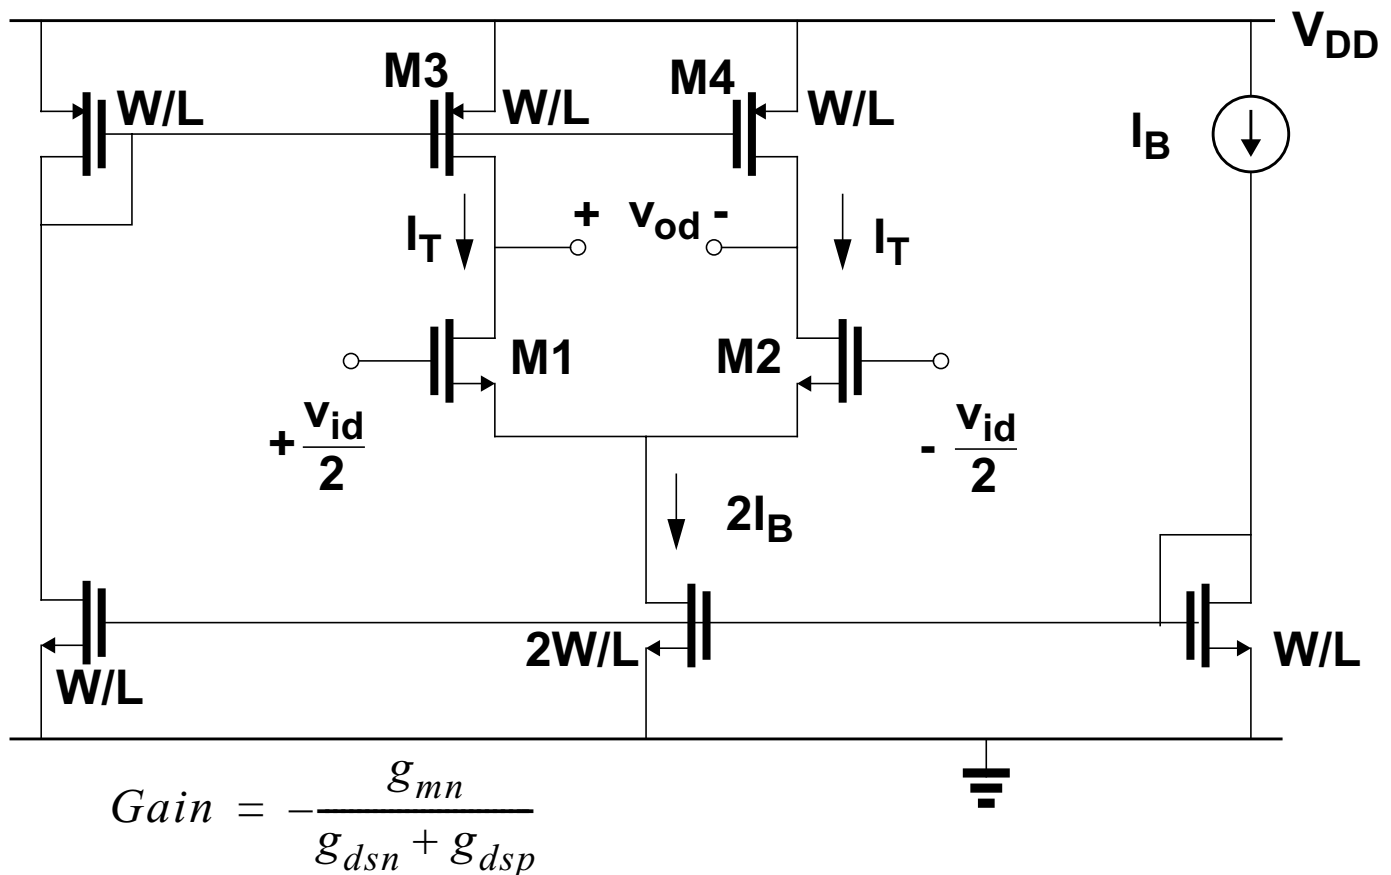 V_DD
M3
M4
W/L
W/L
W/L
I_B
+ v_od -
I_T
I_T
M1
M2
+ v_id/2
- v_id/2
2I_B
2W/L
W/L
W/L
Gain = - g_mn / (g_dsn + g_dsp)